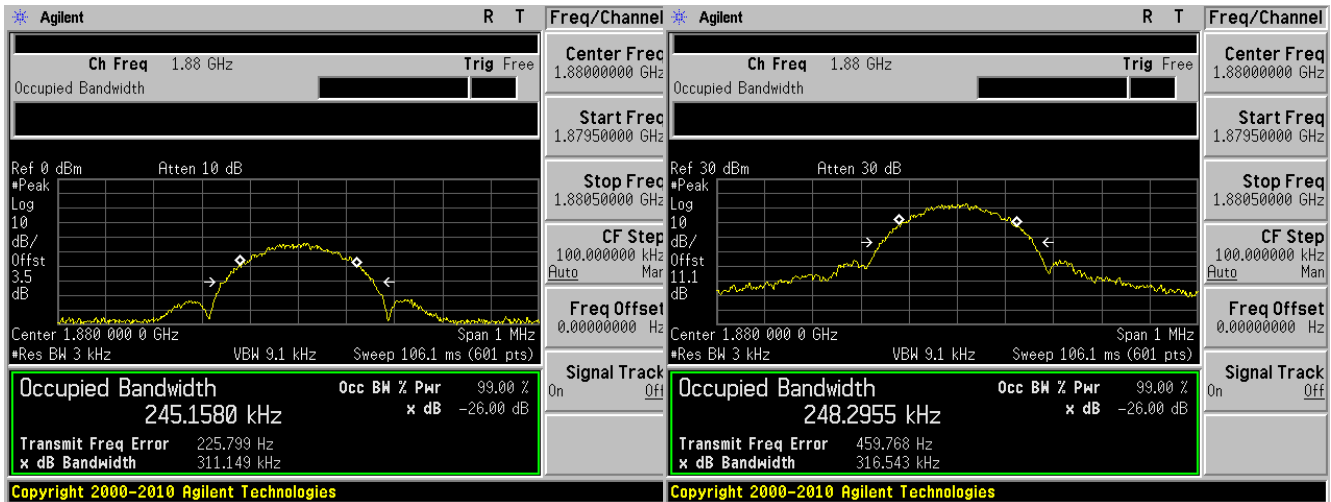 Agilent R T Freq/Channel
Ch Freq 1.88 GHz Trig Free
Occupied Bandwidth
Center Freq
1.88000000 GHz
Start Freq
1.87950000 GHz
Stop Freq
1.88050000 GHz
CF Step
100.000000 kHz
Auto Man
Freq Offset
0.00000000 Hz
Signal Track
On Off
Ref 0 dBm Atten 10 dB
#Peak
Log
10
dB/
Offst
3.5
dB
Center 1.880 000 0 GHz Span 1 MHz
#Res BW 3 kHz VBW 9.1 kHz Sweep 106.1 ms (601 pts)
Occupied Bandwidth Occ BW % Pwr 99.00 %
245.1580 kHz x dB -26.00 dB
Transmit Freq Error 225.799 Hz
x dB Bandwidth 311.149 kHz
Copyright 2000-2010 Agilent Technologies
Agilent R T Freq/Channel
Ch Freq 1.88 GHz Trig Free
Occupied Bandwidth
Center Freq
1.88000000 GHz
Start Freq
1.87950000 GHz
Stop Freq
1.88050000 GHz
CF Step
100.000000 kHz
Auto Man
Freq Offset
0.00000000 Hz
Signal Track
On Off
Ref 30 dBm Atten 30 dB
#Peak
Log
10
dB/
Offst
11.1
dB
Center 1.880 000 0 GHz Span 1 MHz
#Res BW 3 kHz VBW 9.1 kHz Sweep 106.1 ms (601 pts)
Occupied Bandwidth Occ BW % Pwr 99.00 %
248.2955 kHz x dB -26.00 dB
Transmit Freq Error 459.768 Hz
x dB Bandwidth 316.543 kHz
Copyright 2000-2010 Agilent Technologies